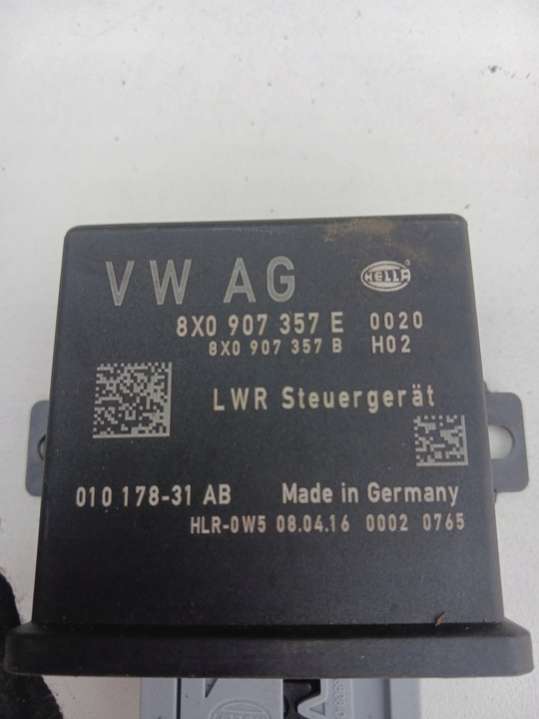 VW AG HELLA
8X0 907 357 E 0020
8X0 907 357 B H02
LWR Steuergerät
010 178-31 AB Made in Germany
HLR-0W5 08.04.16 0002 0765
HELLA